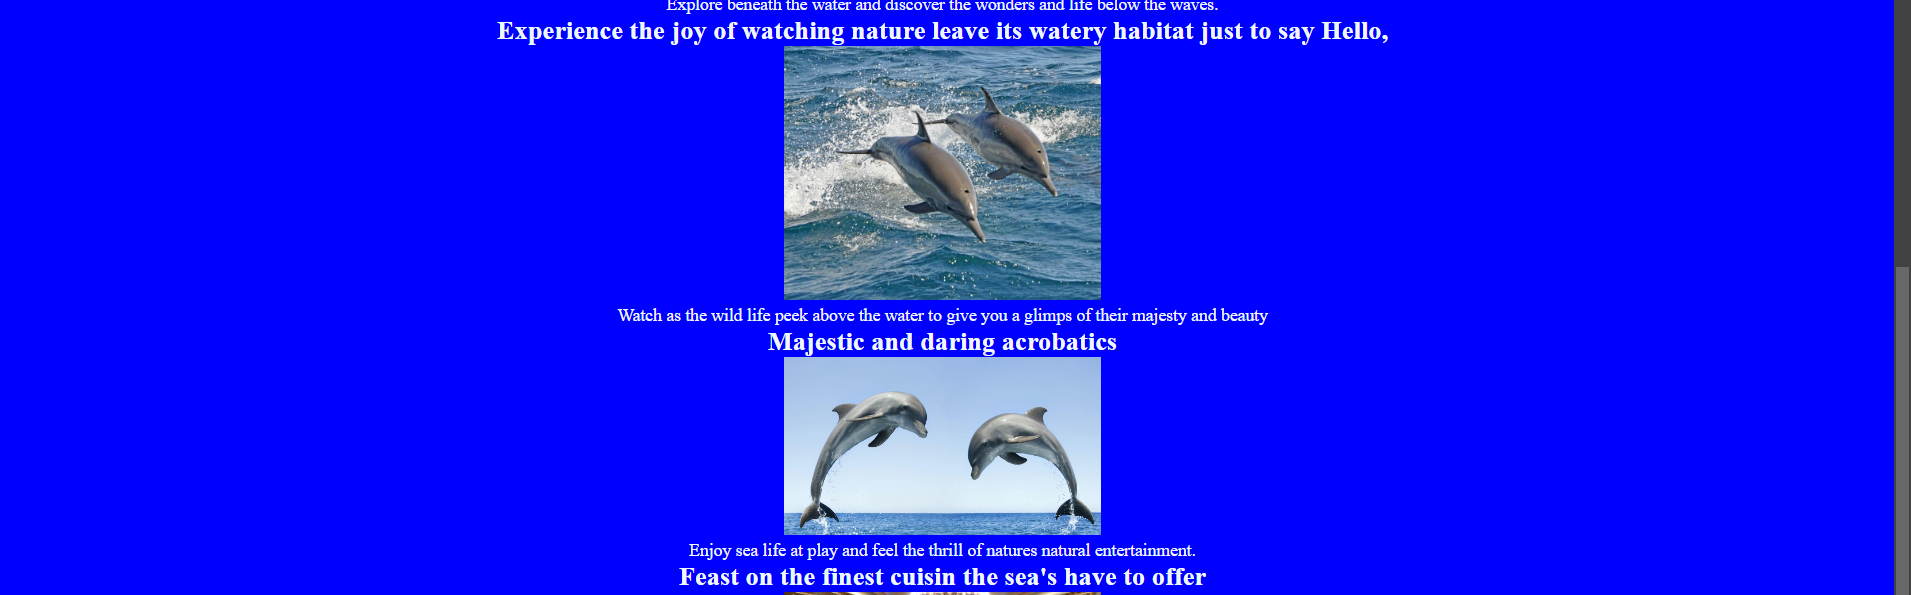 Explore beneath the water and discover the wonders and life below the waves.
Experience the joy of watching nature leave its watery habitat just to say Hello,
Watch as the wild life peek above the water to give you a glimps of their majesty and beauty
Majestic and daring acrobatics
Enjoy sea life at play and feel the thrill of natures natural entertainment.
Feast on the finest cuisin the sea's have to offer